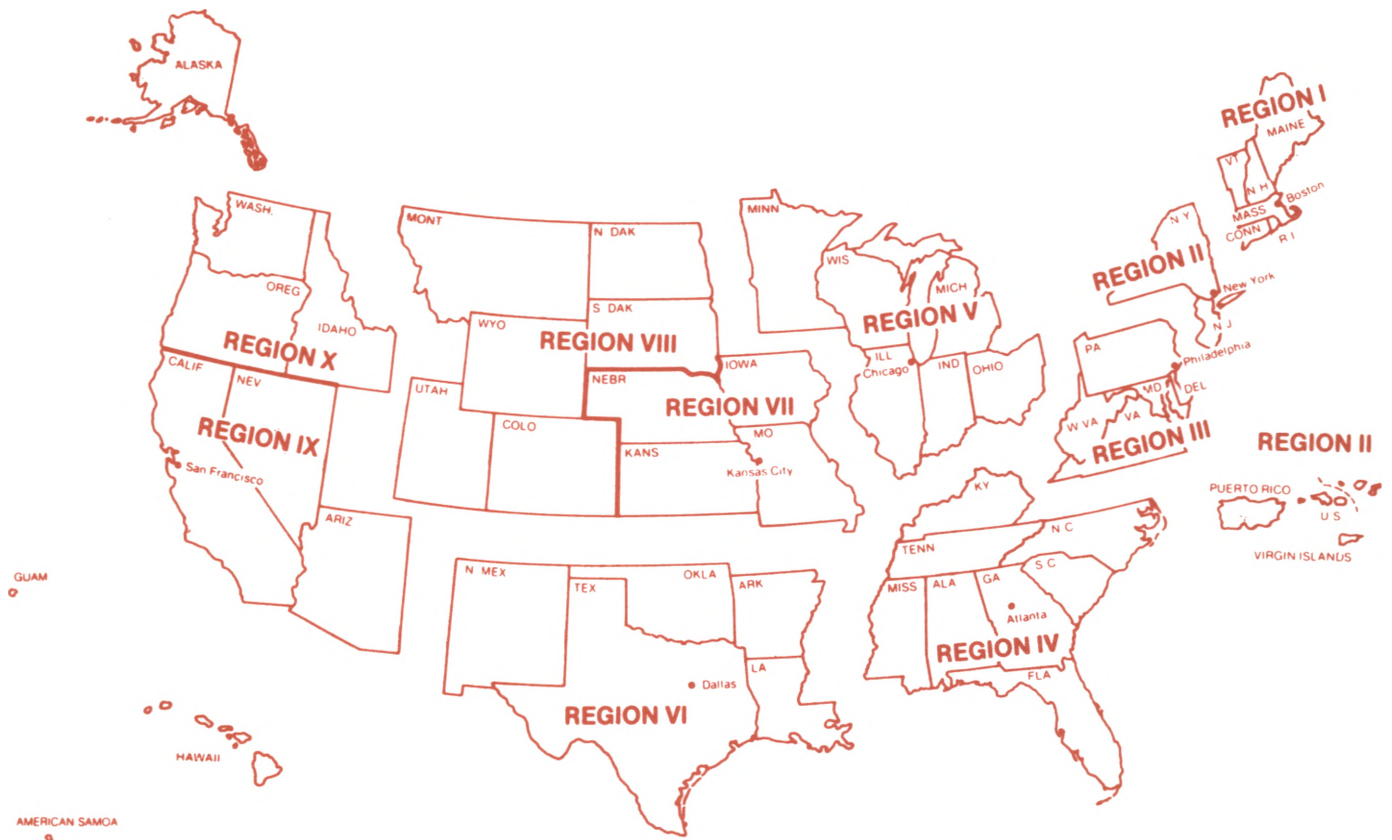 ALASKA
REGION I
MAINE
VT
N H
Boston
MASS
CONN
R I
WASH.
MONT
N DAK
MINN
N Y
REGION II
New York
N J
OREG
IDAHO
REGION X
WYO
S DAK
REGION VIII
WIS
MICH
REGION V
PA
Philadelphia
MD
DEL
W VA
VA
REGION III
CALIF
NEV
UTAH
NEBR
IOWA
ILL
Chicago
IND
OHIO
REGION IX
San Francisco
COLO
REGION VII
KANS
MO
Kansas City
KY
REGION II
PUERTO RICO
U S
VIRGIN ISLANDS
ARIZ
TENN
N C
GUAM
N MEX
TEX
OKLA
ARK
MISS
ALA
GA
S C
Atlanta
REGION IV
LA
Dallas
FLA
REGION VI
HAWAII
AMERICAN SAMOA